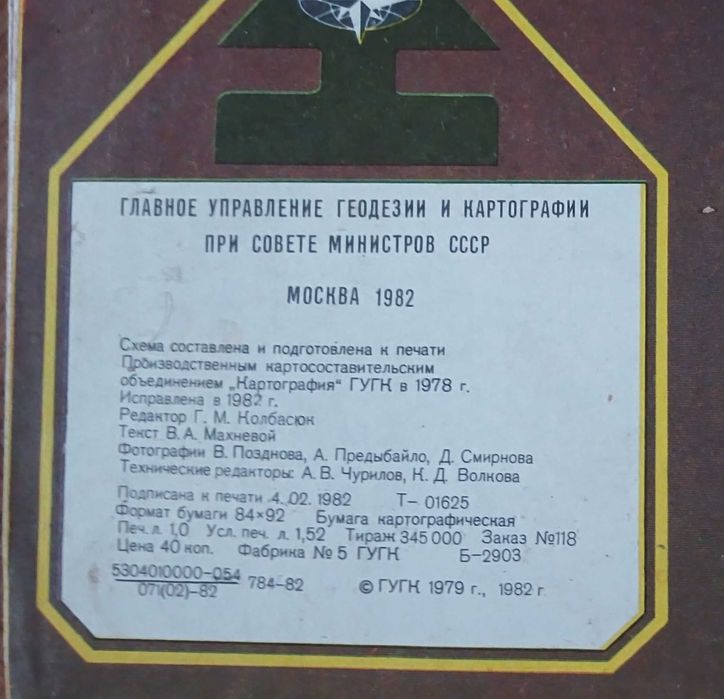 ГЛАВНОЕ УПРАВЛЕНИЕ ГЕОДЕЗИИ И КАРТОГРАФИИ
ПРИ СОВЕТЕ МИНИСТРОВ СССР
МОСКВА 1982
Схема составлена и подготовлена к печати
Производственным картосоставительским
объединением „Картография“ ГУГК в 1978 г.
Исправлена в 1982 г.
Редактор Г. М. Колбасюк
Текст В. А. Махневой
Фотографии В. Позднова, А. Предыбайло, Д. Смирнова
Технические редакторы: А. В. Чурилов, К. Д. Волкова
Подписана к печати 4.02. 1982 Т– 01625
Формат бумаги 84×92 Бумага картографическая
Печ. л. 1,0 Усл. печ. л. 1,52 Тираж 345 000 Заказ №118
Цена 40 коп. Фабрика № 5 ГУГК Б–2903
5304010000–054 784–82 © ГУГК 1979 г., 1982 г.
071(02)–82